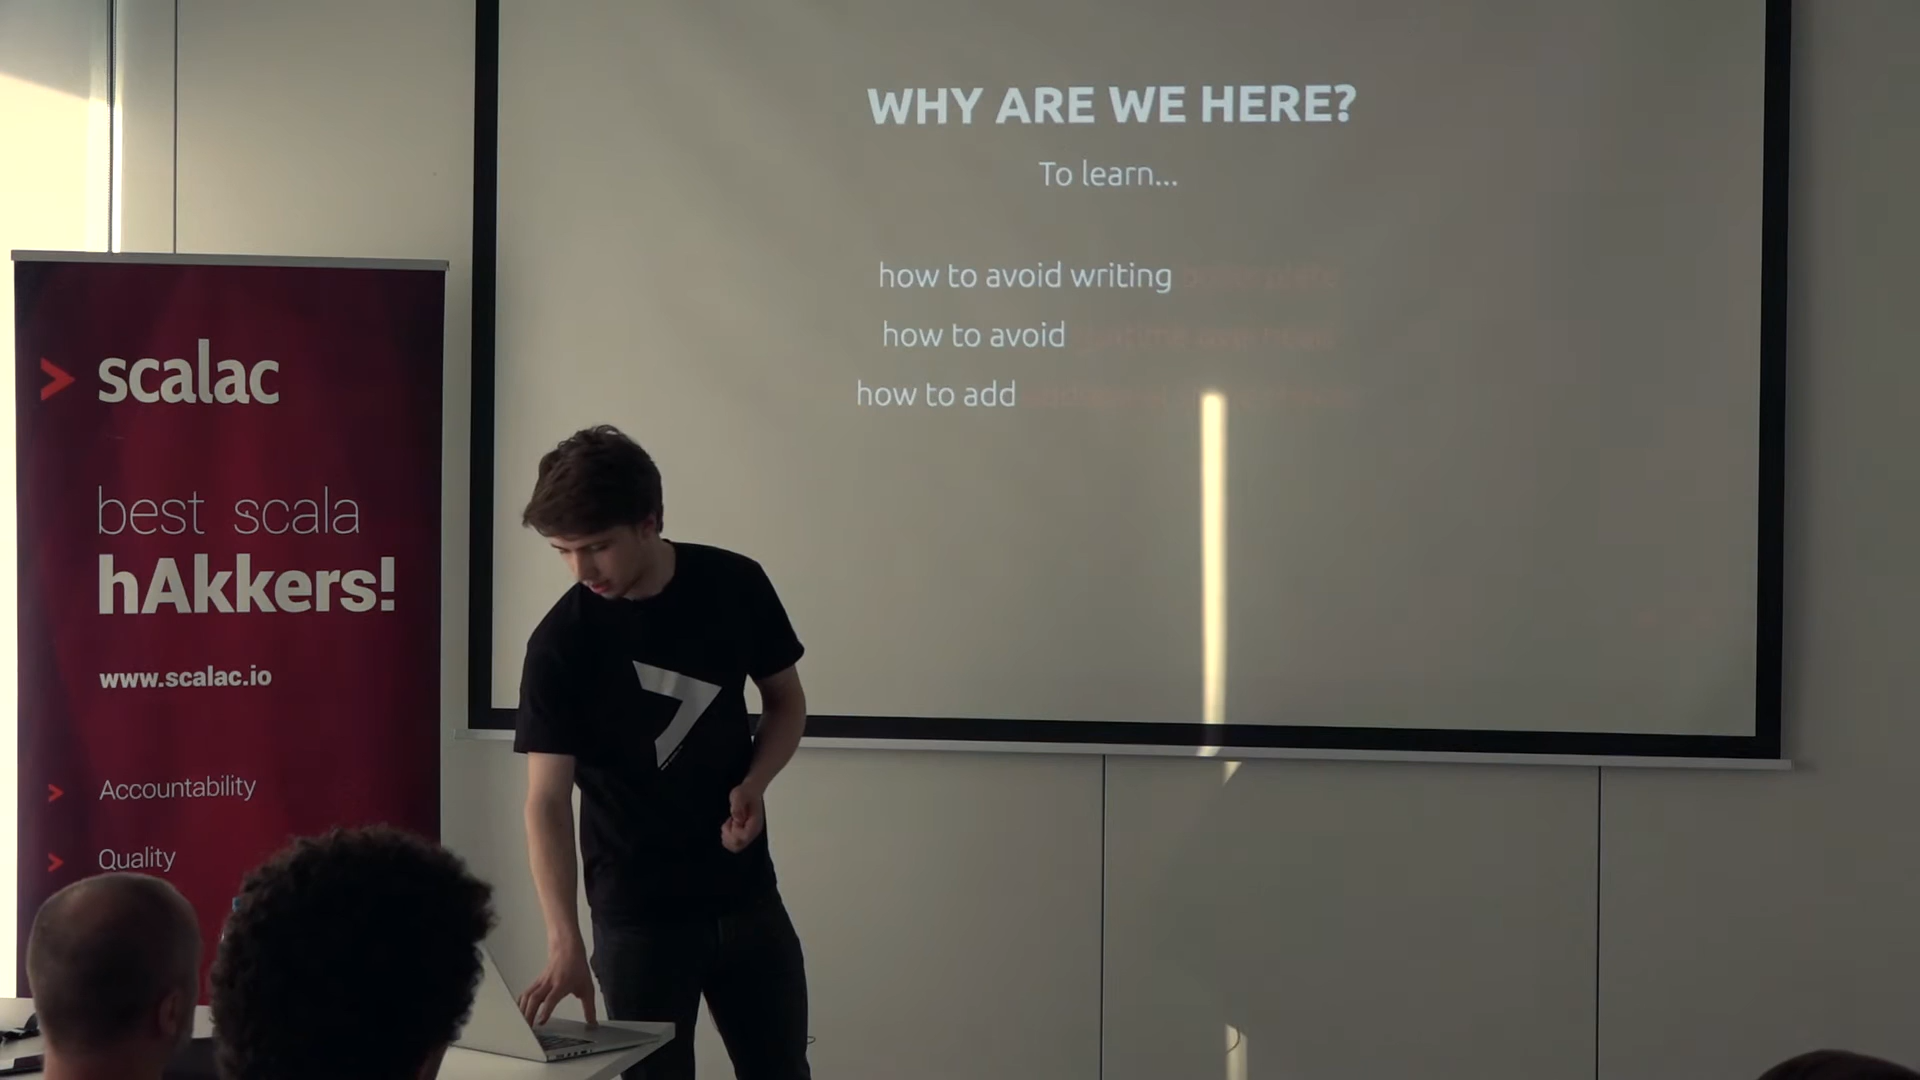 WHY ARE WE HERE?
To learn...
how to avoid writing
how to avoid
how to add
> scalac
best scala
hAkkers!
www.scalac.io
> Accountability
> Quality